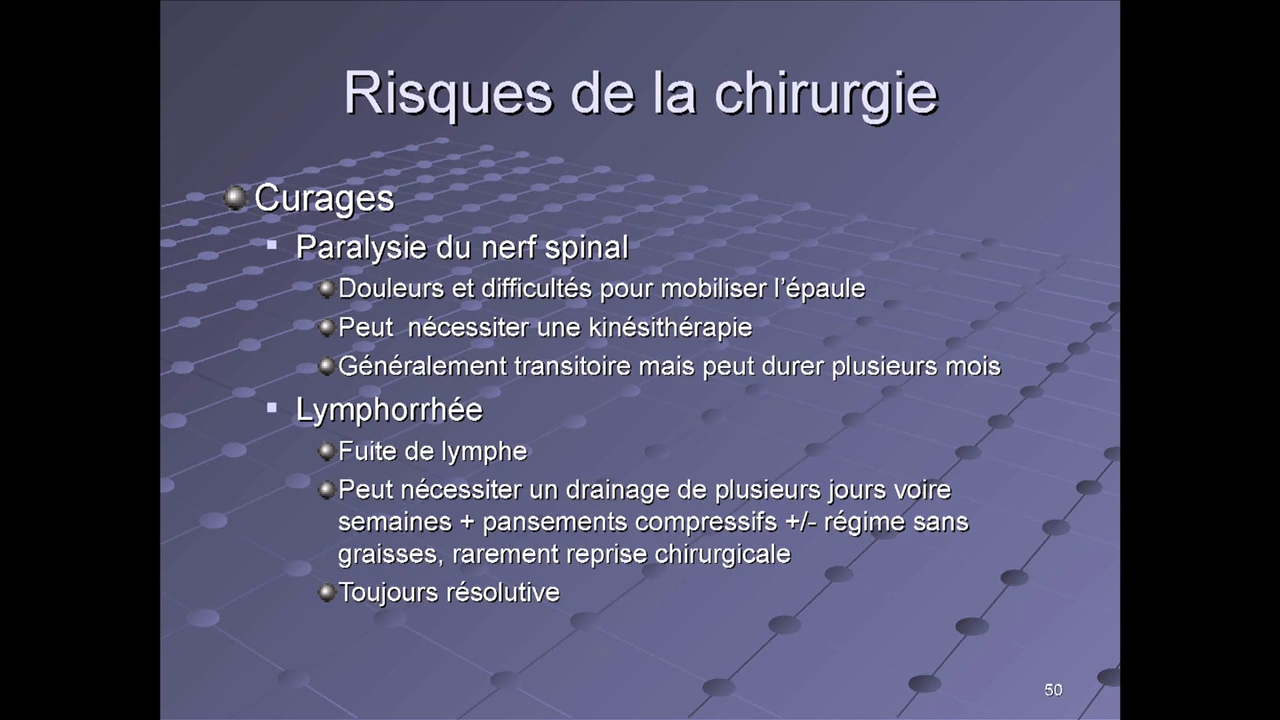 Risques de la chirurgie
Curages
Paralysie du nerf spinal
Douleurs et difficultés pour mobiliser l’épaule
Peut nécessiter une kinésithérapie
Généralement transitoire mais peut durer plusieurs mois
Lymphorrhée
Fuite de lymphe
Peut nécessiter un drainage de plusieurs jours voire
semaines + pansements compressifs +/- régime sans
graisses, rarement reprise chirurgicale
Toujours résolutive
50